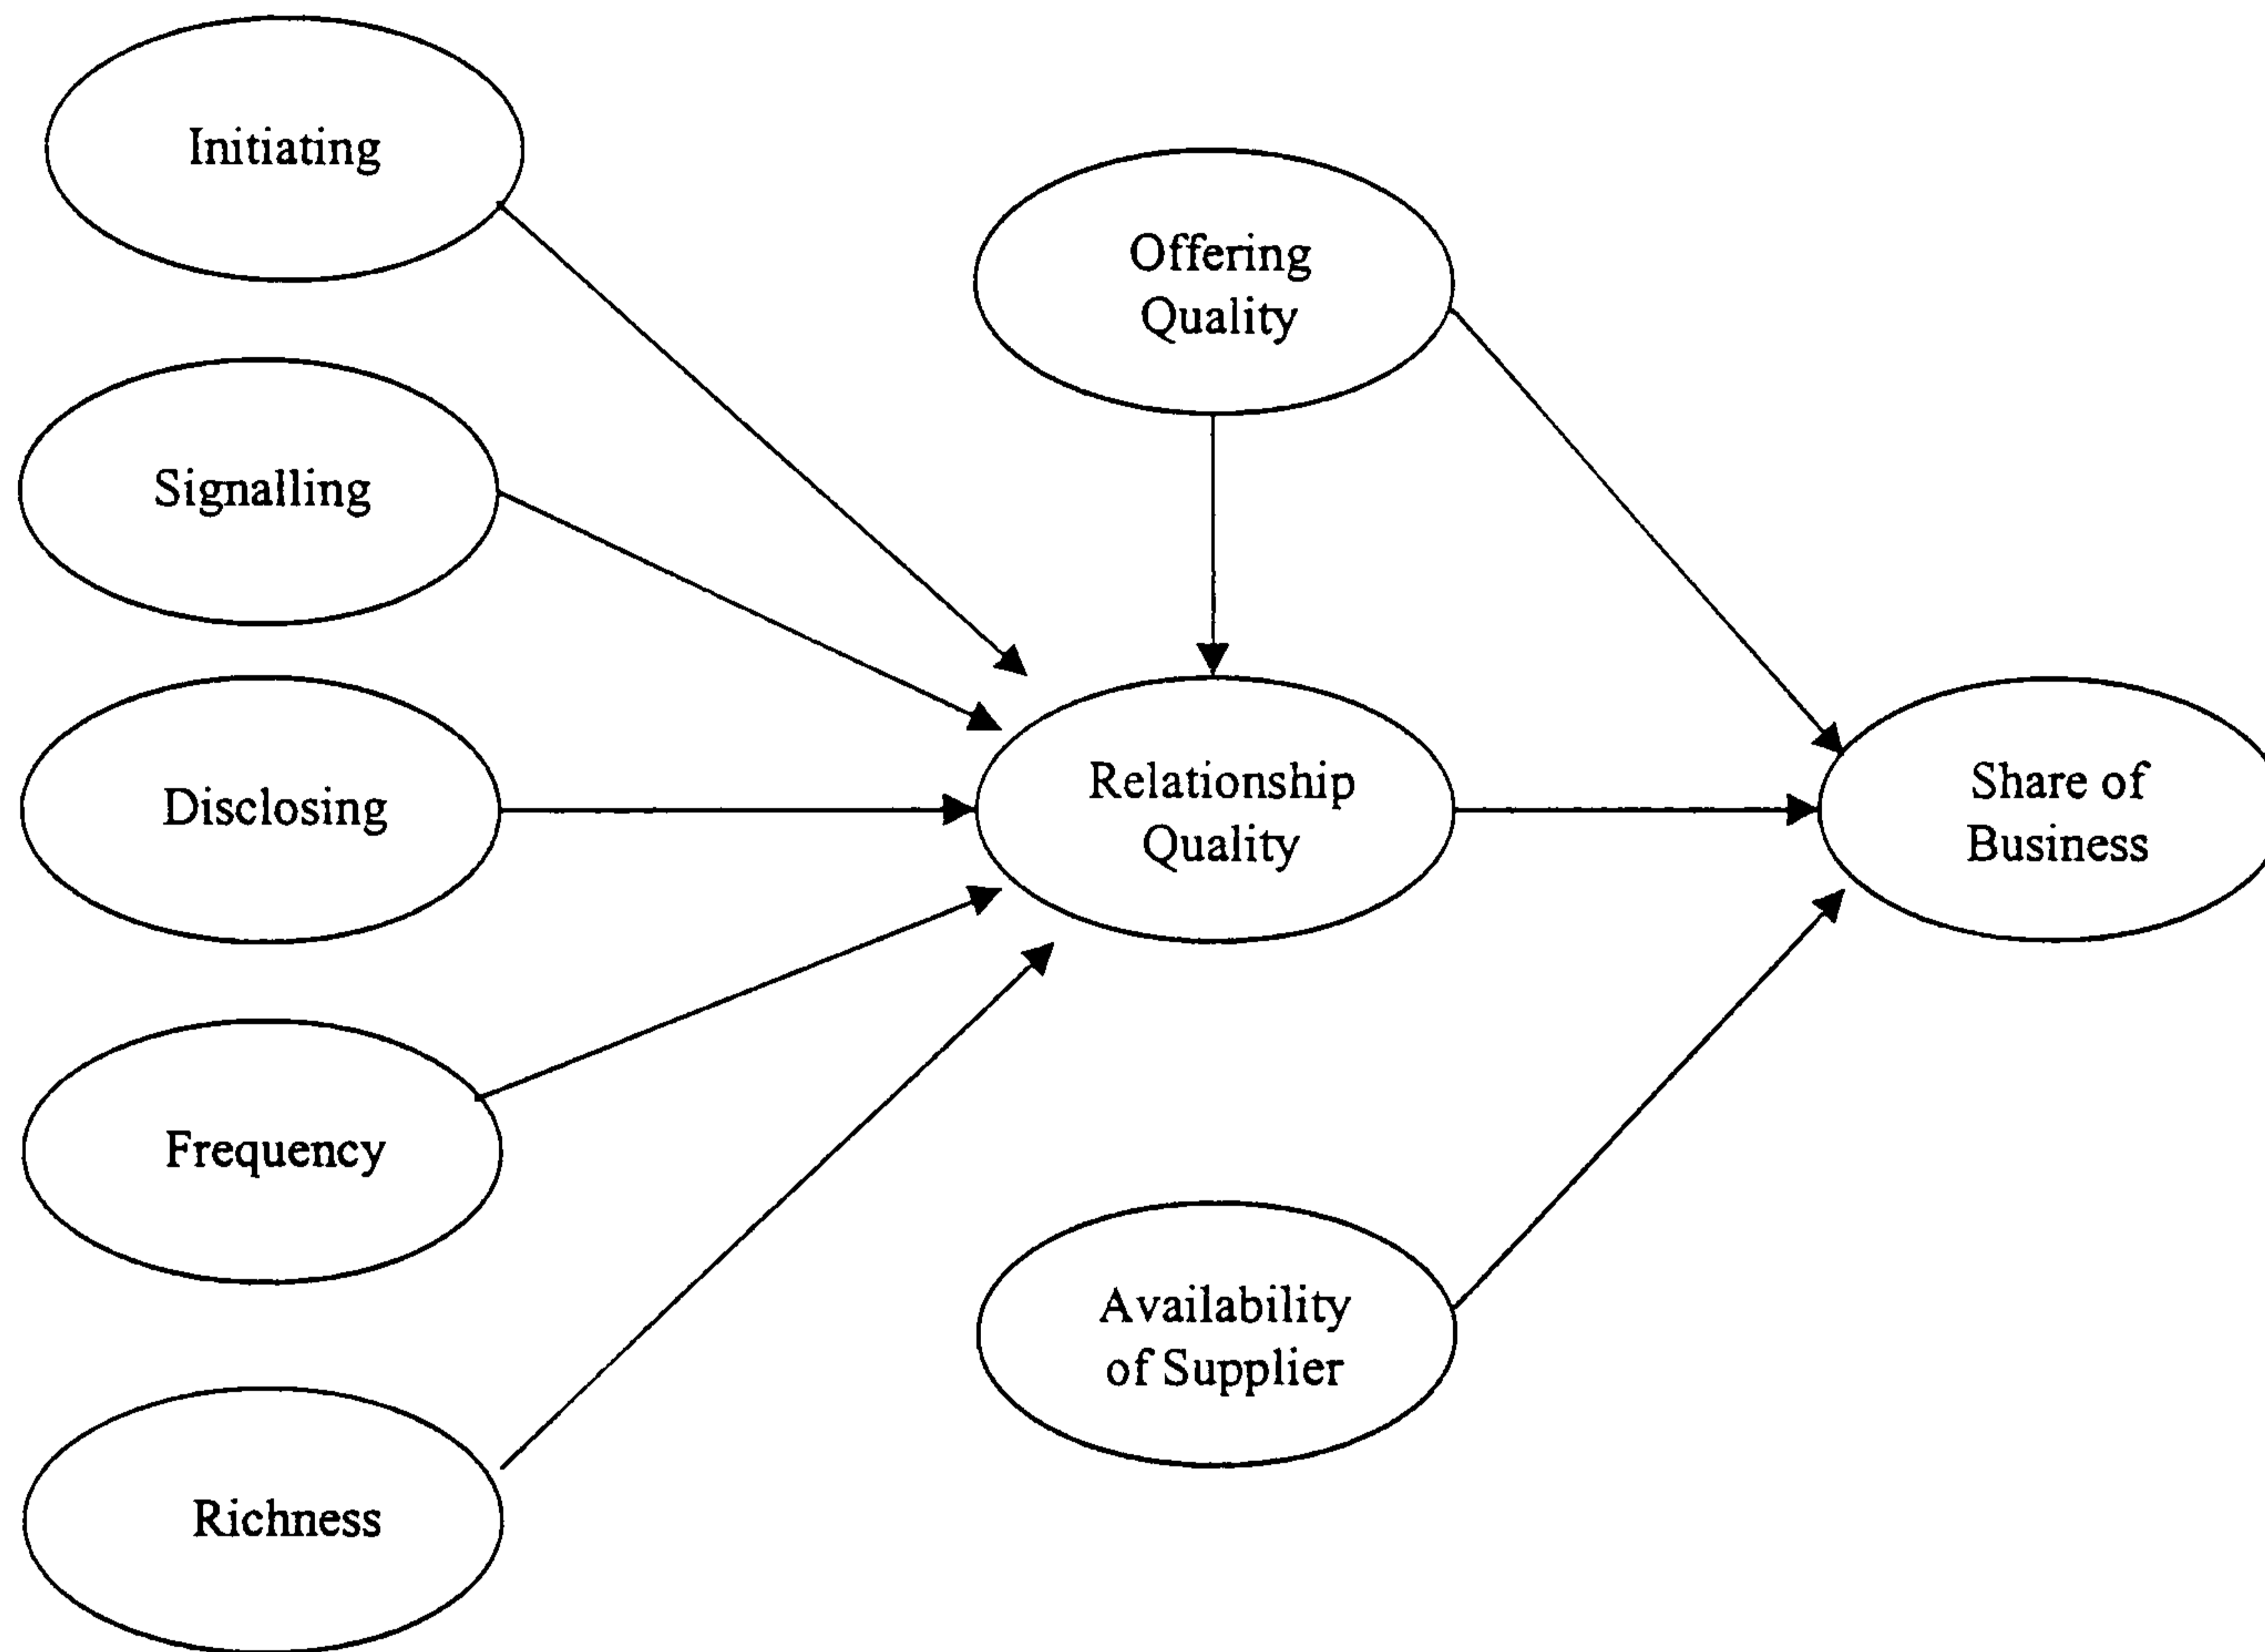 Initiating
Signalling
Disclosing
Frequency
Richness
Offering
Quality
Relationship
Quality
Availability
of Supplier
Share of
Business